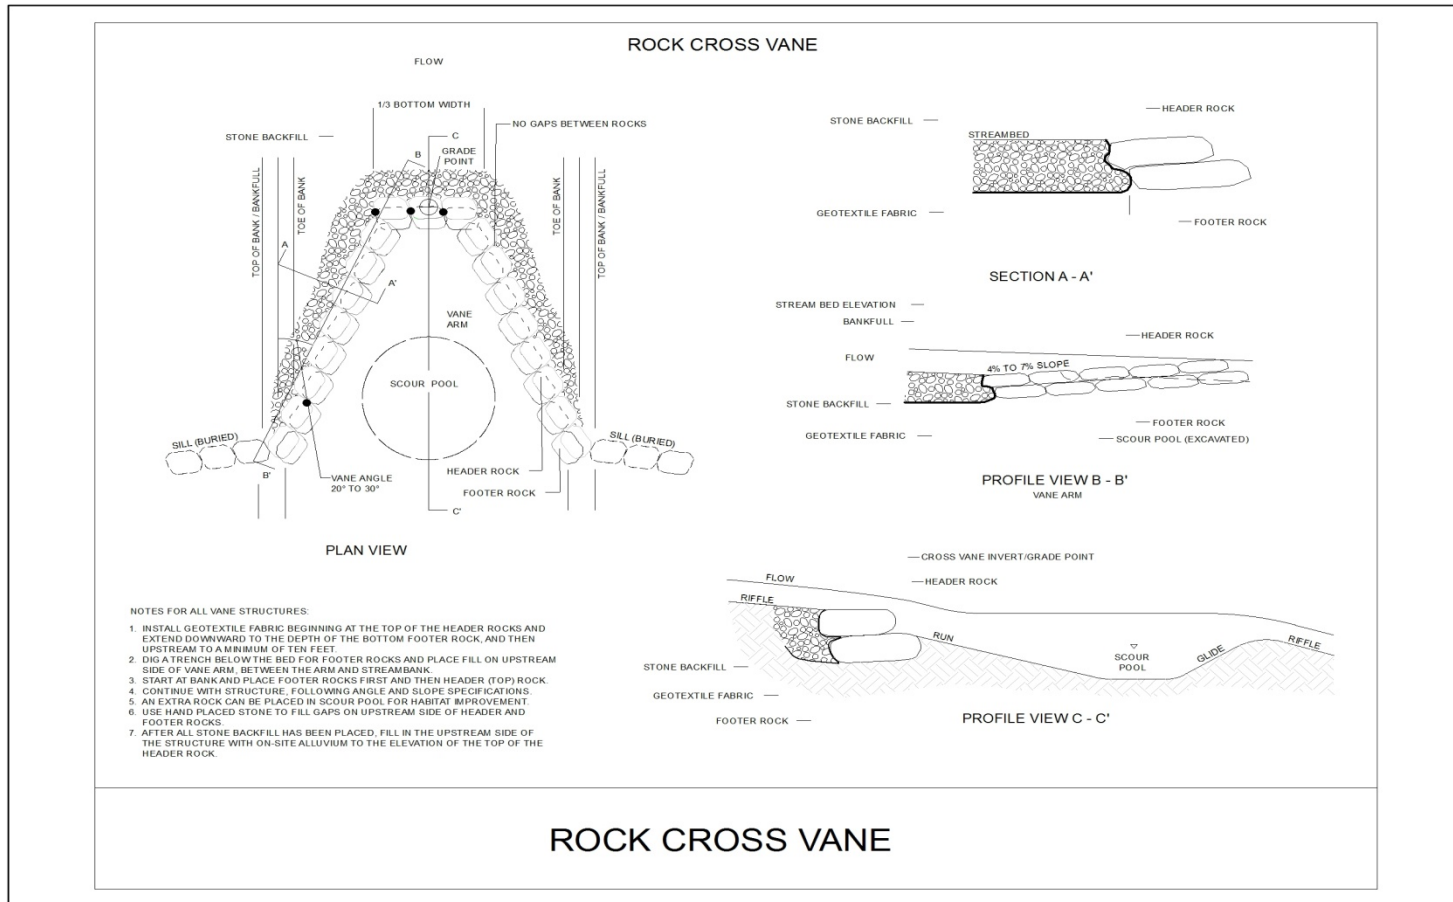 ROCK CROSS VANE
FLOW
1/3 BOTTOM WIDTH
STONE BACKFILL
NO GAPS BETWEEN ROCKS
C
B
GRADE
POINT
TOP OF BANK / BANKFULL
TOE OF BANK
TOE OF BANK
TOP OF BANK / BANKFULL
A
A'
VANE
ARM
SCOUR POOL
SILL (BURIED)
SILL (BURIED)
B'
VANE ANGLE
20° TO 30°
HEADER ROCK
FOOTER ROCK
C'
PLAN VIEW
HEADER ROCK
STONE BACKFILL
STREAMBED
GEOTEXTILE FABRIC
FOOTER ROCK
SECTION A - A'
STREAM BED ELEVATION
BANKFULL
HEADER ROCK
FLOW
4% TO 7% SLOPE
STONE BACKFILL
FOOTER ROCK
GEOTEXTILE FABRIC
SCOUR POOL (EXCAVATED)
PROFILE VIEW B - B'
VANE ARM
CROSS VANE INVERT/GRADE POINT
FLOW
HEADER ROCK
RIFFLE
RUN
SCOUR
POOL
GLIDE
RIFFLE
STONE BACKFILL
GEOTEXTILE FABRIC
FOOTER ROCK
PROFILE VIEW C - C'
NOTES FOR ALL VANE STRUCTURES:
1. INSTALL GEOTEXTILE FABRIC BEGINNING AT THE TOP OF THE HEADER ROCKS AND
EXTEND DOWNWARD TO THE DEPTH OF THE BOTTOM FOOTER ROCK, AND THEN
UPSTREAM TO A MINIMUM OF TEN FEET.
2. DIG A TRENCH BELOW THE BED FOR FOOTER ROCKS AND PLACE FILL ON UPSTREAM
SIDE OF VANE ARM, BETWEEN THE ARM AND STREAMBANK.
3. START AT BANK AND PLACE FOOTER ROCKS FIRST AND THEN HEADER (TOP) ROCK.
4. CONTINUE WITH STRUCTURE, FOLLOWING ANGLE AND SLOPE SPECIFICATIONS.
5. AN EXTRA ROCK CAN BE PLACED IN SCOUR POOL FOR HABITAT IMPROVEMENT.
6. USE HAND PLACED STONE TO FILL GAPS ON UPSTREAM SIDE OF HEADER AND
FOOTER ROCKS.
7. AFTER ALL STONE BACKFILL HAS BEEN PLACED, FILL IN THE UPSTREAM SIDE OF
THE STRUCTURE WITH ON-SITE ALLUVIUM TO THE ELEVATION OF THE TOP OF THE
HEADER ROCK.
ROCK CROSS VANE